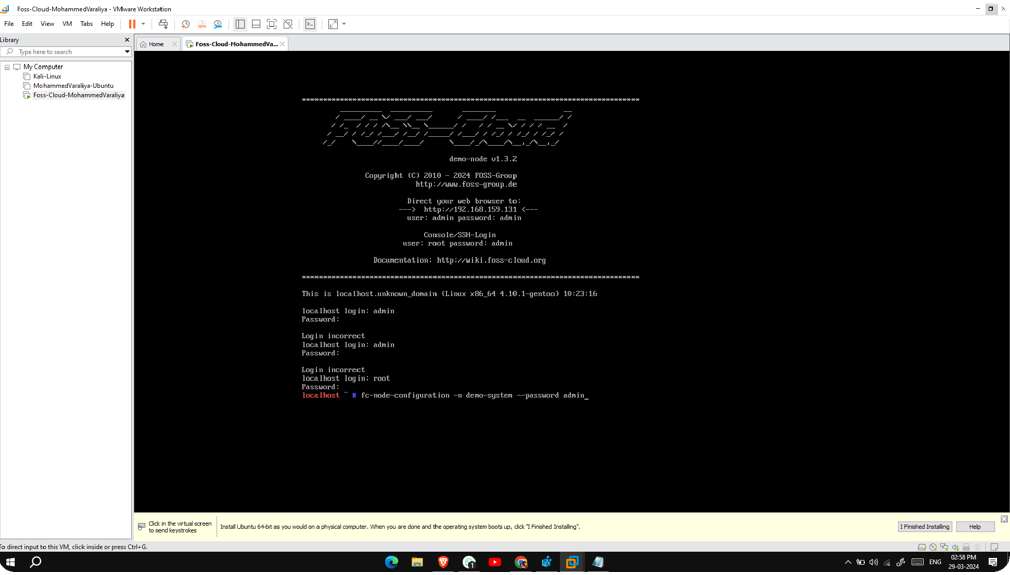 Foss-Cloud-MohammedVaraliya - VMware Workstation
File Edit View VM Tabs Help
Library
Type here to search
My Computer
Kali-Linux
MohammedVaraliya-Ubuntu
Foss-Cloud-MohammedVaraliya
Home
Foss-Cloud-MohammedVa...
********************************************************************************
FOSS-Cloud
demo-node v1.3.2
Copyright (C) 2010 - 2024 FOSS-Group
http://www.foss-group.de
Direct your web browser to:
---> http://192.168.159.131 <---
user: admin password: admin
Console/SSH-Login
user: root password: admin
Documentation: http://wiki.foss-cloud.org
********************************************************************************
This is localhost.unknown_domain (Linux x86_64 4.10.1-gentoo) 10:23:16
localhost login: admin
Password:
Login incorrect
localhost login: admin
Password:
Login incorrect
localhost login: root
Password:
localhost ~ # fc-node-configuration -n demo-system --password admin_
Click in the virtual screen
to send keystrokes
Install Ubuntu 64-bit as you would on a physical computer. When you are done and the operating system boots up, click "I Finished Installing".
I Finished Installing
Help
To direct input to this VM, click inside or press Ctrl+G.
ENG
02:58 PM
29-03-2024